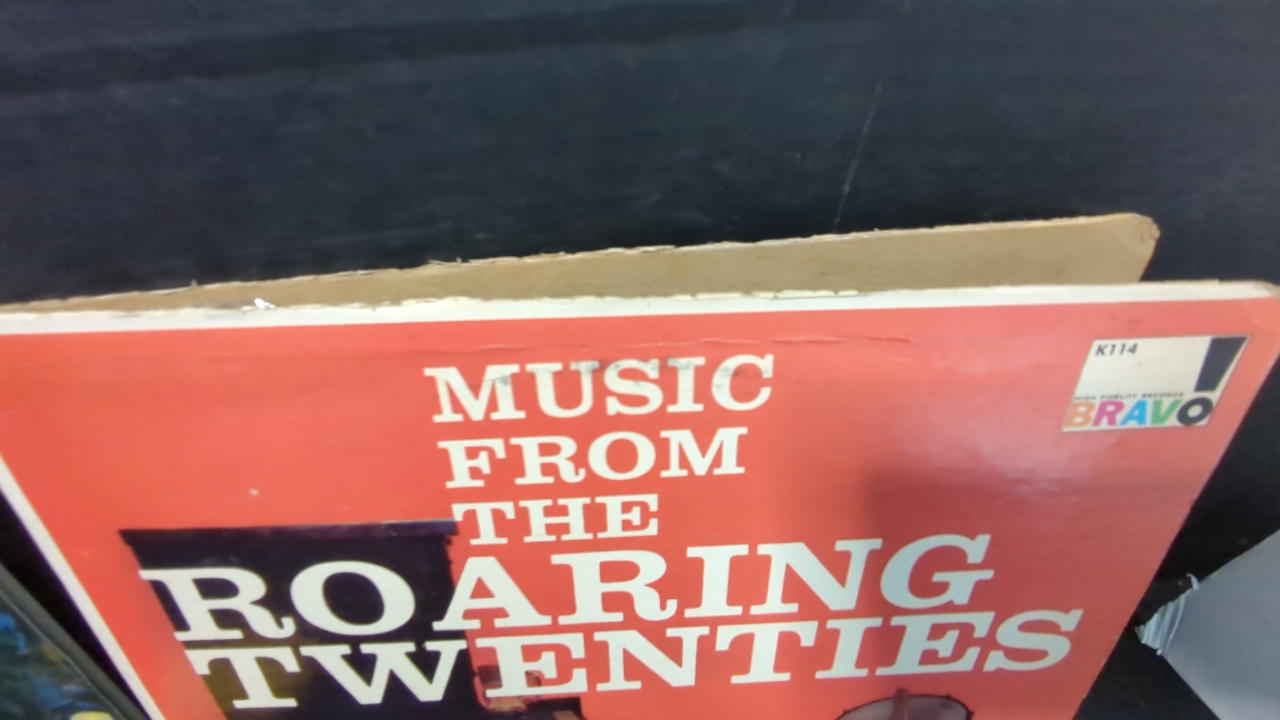 MUSIC
FROM
THE
ROARING
TWENTIES
K114
HIGH FIDELITY RECORDS
BRAVO!